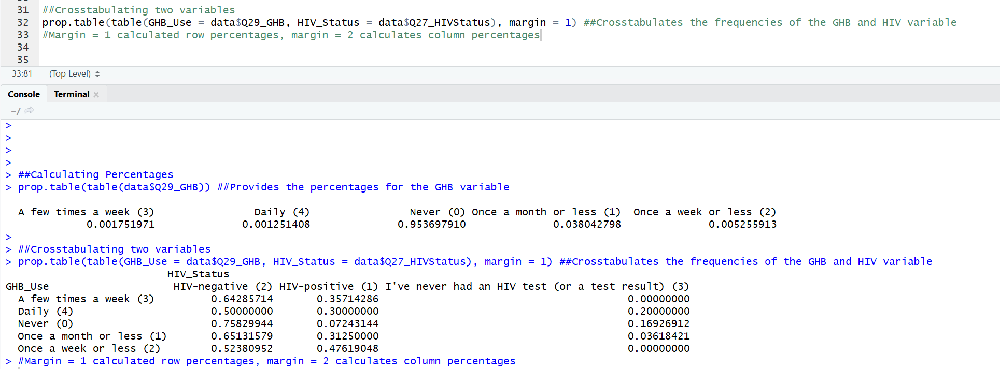 31 ##Crosstabulating two variables
32 prop.table(table(GHB_Use = data$Q29_GHB, HIV_Status = data$Q27_HIVStatus), margin = 1) ##Crosstabulates the frequencies of the GHB and HIV variable
33 #Margin = 1 calculated row percentages, margin = 2 calculates column percentages
34
35
33:81 (Top Level)
Console Terminal
~/
>
>
>
>
> ##Calculating Percentages
> prop.table(table(data$Q29_GHB)) ##Provides the percentages for the GHB variable
A few times a week (3) Daily (4) Never (0) Once a month or less (1) Once a week or less (2)
0.001751971 0.001251408 0.953697910 0.038042798 0.005255913
>
> ##Crosstabulating two variables
> prop.table(table(GHB_Use = data$Q29_GHB, HIV_Status = data$Q27_HIVStatus), margin = 1) ##Crosstabulates the frequencies of the GHB and HIV variable
HIV_Status
GHB_Use HIV-negative (2) HIV-positive (1) I've never had an HIV test (or a test result) (3)
A few times a week (3) 0.64285714 0.35714286 0.00000000
Daily (4) 0.50000000 0.30000000 0.20000000
Never (0) 0.75829944 0.07243144 0.16926912
Once a month or less (1) 0.65131579 0.31250000 0.03618421
Once a week or less (2) 0.52380952 0.47619048 0.00000000
> #Margin = 1 calculated row percentages, margin = 2 calculates column percentages